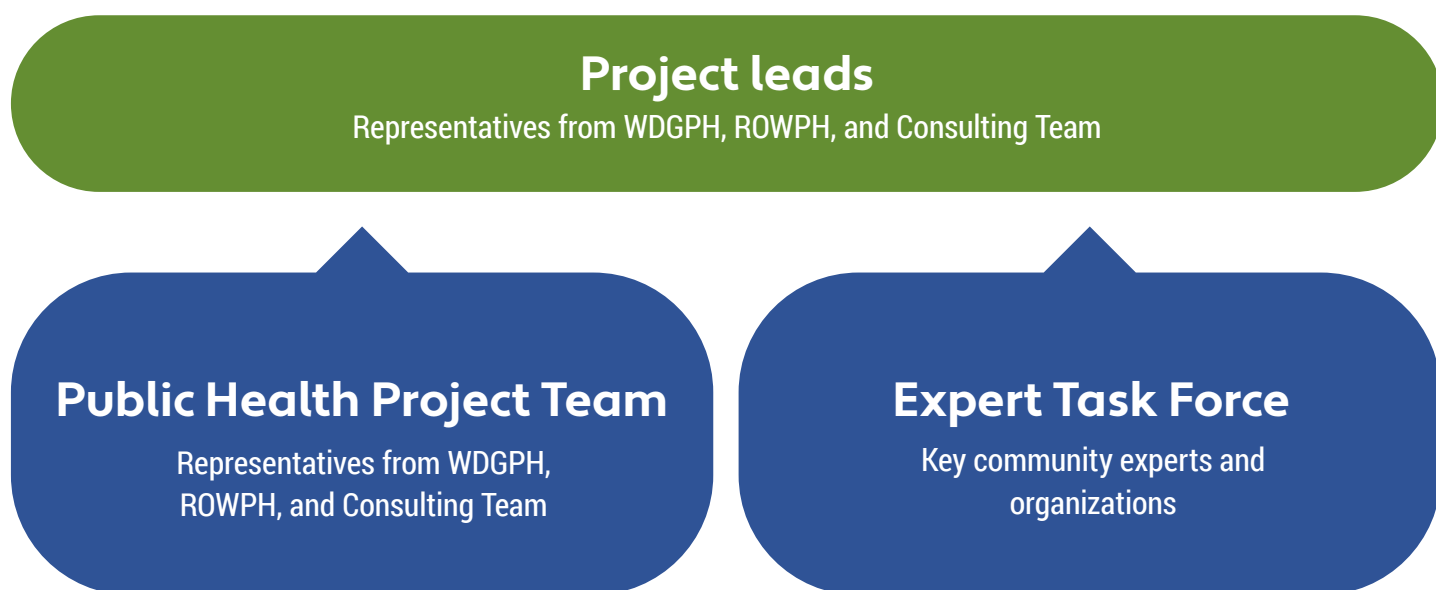 Project leads
Representatives from WDGPH, ROWPH, and Consulting Team
Public Health Project Team
Representatives from WDGPH,
ROWPH, and Consulting Team
Expert Task Force
Key community experts and
organizations